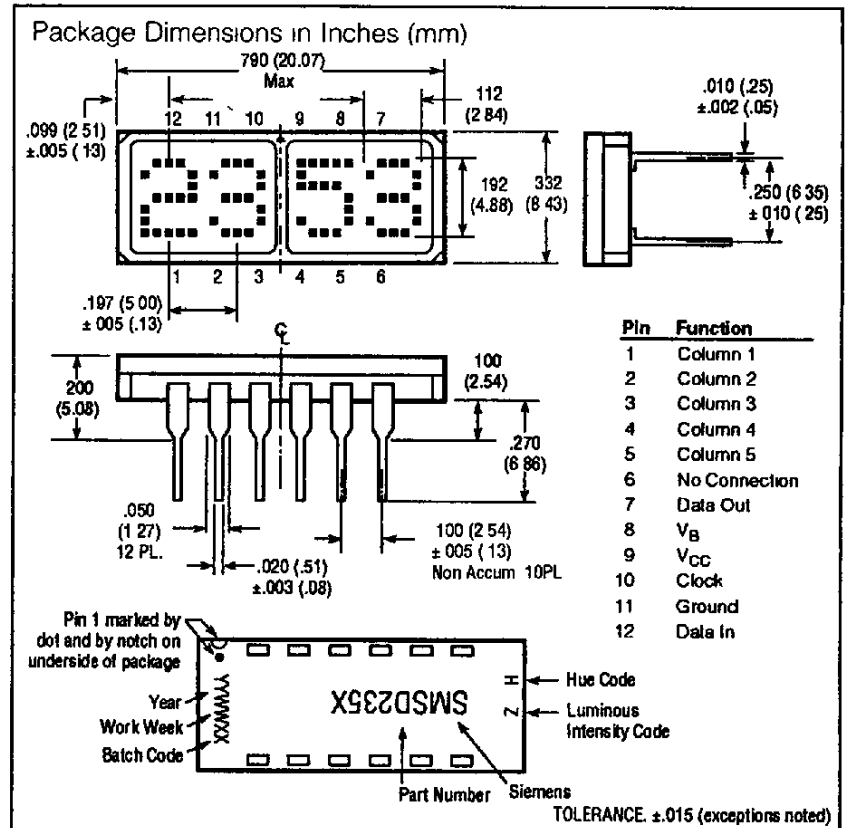 Package Dimensions in Inches (mm)
790 (20.07)
Max
112
(2 84)
.099 (2 51)
±.005 ( 13)
12 11 10 9 8 7
192
(4.88)
332
(8 43)
1 2 3 4 5 6
.197 (5 00)
± 005 (.13)
.010 (.25)
±.002 (.05)
.250 (6 35)
± 010 ( 25)
℄
200
(5.08)
100
(2.54)
.270
(6 86)
.050
(1 27)
12 PL.
.020 (.51)
±.003 (.08)
100 (2 54)
± 005 ( 13)
Non Accum 10PL
Pin Function
1 Column 1
2 Column 2
3 Column 3
4 Column 4
5 Column 5
6 No Connection
7 Data Out
8 VB
9 VCC
10 Clock
11 Ground
12 Data In
Pin 1 marked by
dot and by notch on
underside of package
Year
Work Week
Batch Code
YYWWXX
SMSD235X
H
Z
Hue Code
Luminous
Intensity Code
Part Number
Siemens
TOLERANCE. ±.015 (exceptions noted)